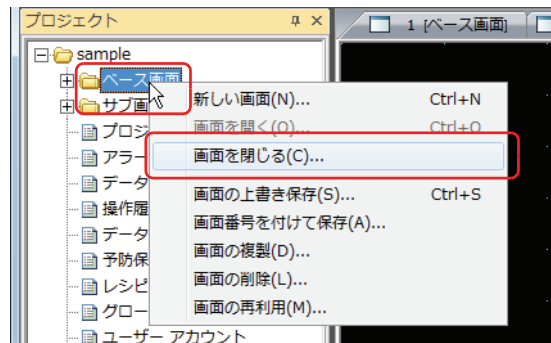 プロジェクト
1 [ベース画面]
sample
ベース画面
サブ画
プロジ
アラー
データ
操作履
データ
予防保
レシピ
グロー
ユーザー アカウント
新しい画面(N)... Ctrl+N
画面を開く(O)... Ctrl+O
画面を閉じる(C)...
画面の上書き保存(S)... Ctrl+S
画面番号を付けて保存(A)...
画面の複製(D)...
画面の削除(L)...
画面の再利用(M)...